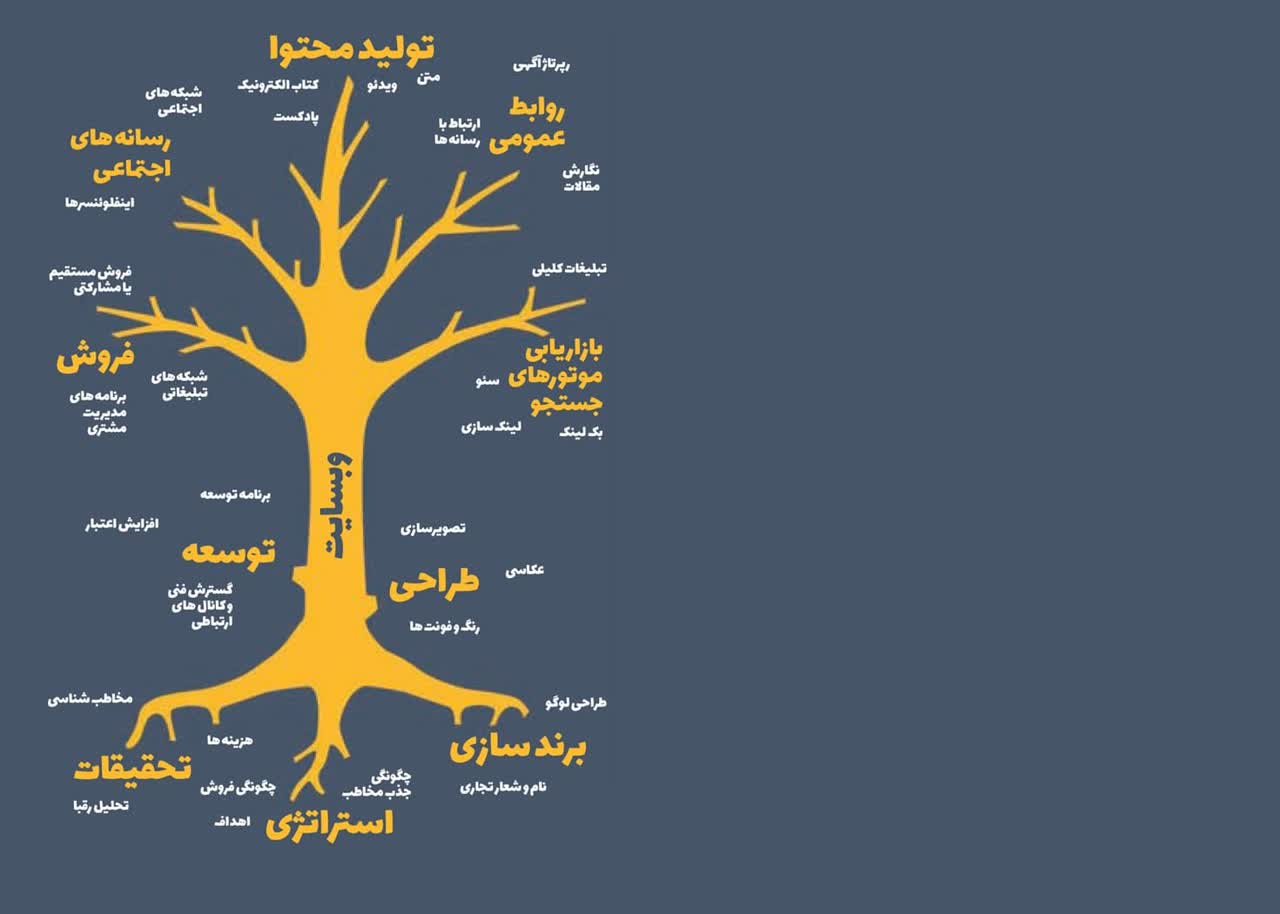 تولید محتوا
کتاب الکترونیک
ویدئو
متن
پادکست
رپرتاژ آگهی
روابط
عمومی
ارتباط با
رسانه ها
نگارش
مقالات
شبکه های
اجتماعی
رسانه های
اجتماعی
اینفلوئنسرها
تبلیغات کلیلی
بازاریابی
موتورهای
جستجو
سئو
لینک سازی
بک لینک
فروش مستقیم
یا مشارکتی
فروش
شبکه های
تبلیغاتی
برنامه های
مدیریت
مشتری
وبسایت
برنامه توسعه
افزایش اعتبار
توسعه
گسترش فنی
و کانال های
ارتباطی
تصویرسازی
عکاسی
طراحی
رنگ و فونت ها
طراحی لوگو
برند سازی
نام و شعار تجاری
مخاطب شناسی
هزینه ها
تحقیقات
تحلیل رقبا
چگونگی
جذب مخاطب
چگونگی فروش
اهداف
استراتژی